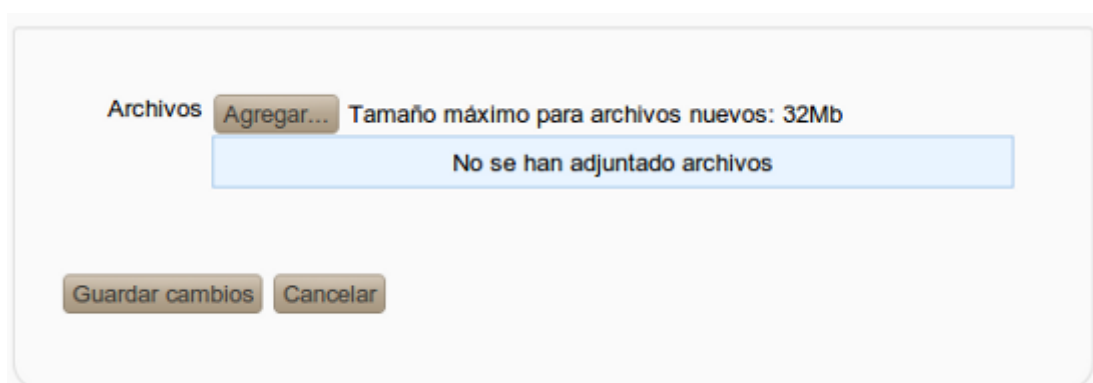 Archivos Agregar... Tamaño máximo para archivos nuevos: 32Mb
No se han adjuntado archivos
Guardar cambios Cancelar